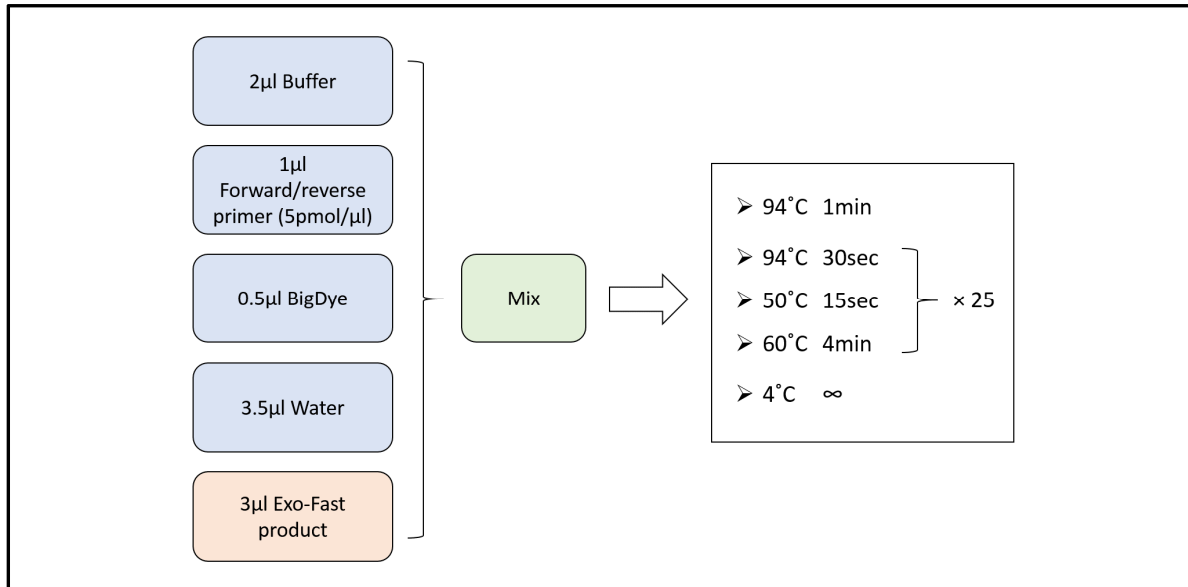 2µl Buffer
1µl
Forward/reverse
primer (5pmol/µl)
0.5µl BigDye
3.5µl Water
3µl Exo-Fast
product
Mix
➢ 94˚C 1min
➢ 94˚C 30sec
➢ 50˚C 15sec
➢ 60˚C 4min
× 25
➢ 4˚C ∞